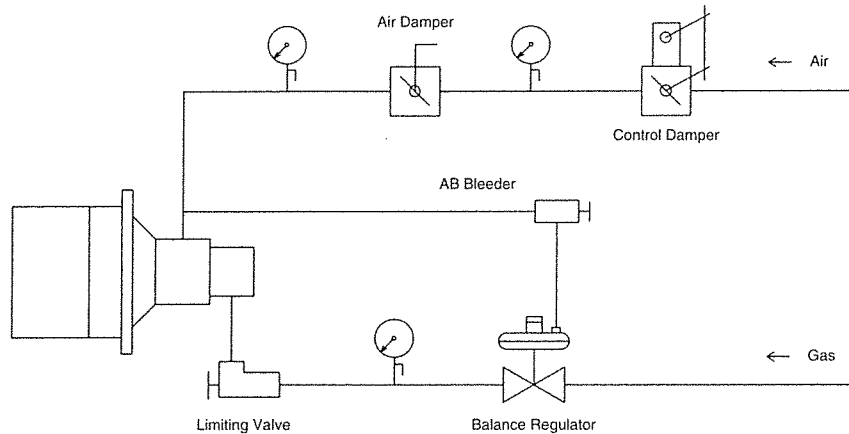 Air Damper
Air
Control Damper
AB Bleeder
Gas
Limiting Valve
Balance Regulator